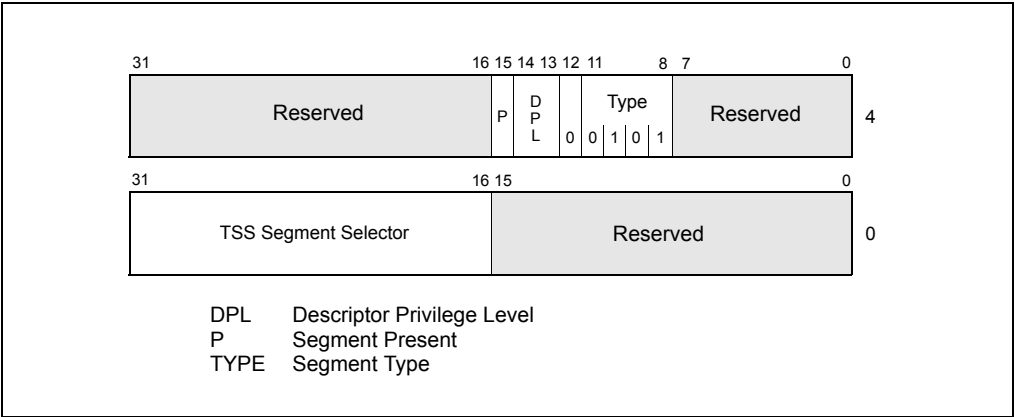 31 16 15 14 13 12 11 8 7 0
Reserved P DPL 0 Type 0 1 0 1 Reserved 4
31 16 15 0
TSS Segment Selector Reserved 0
DPL Descriptor Privilege Level
P Segment Present
TYPE Segment Type